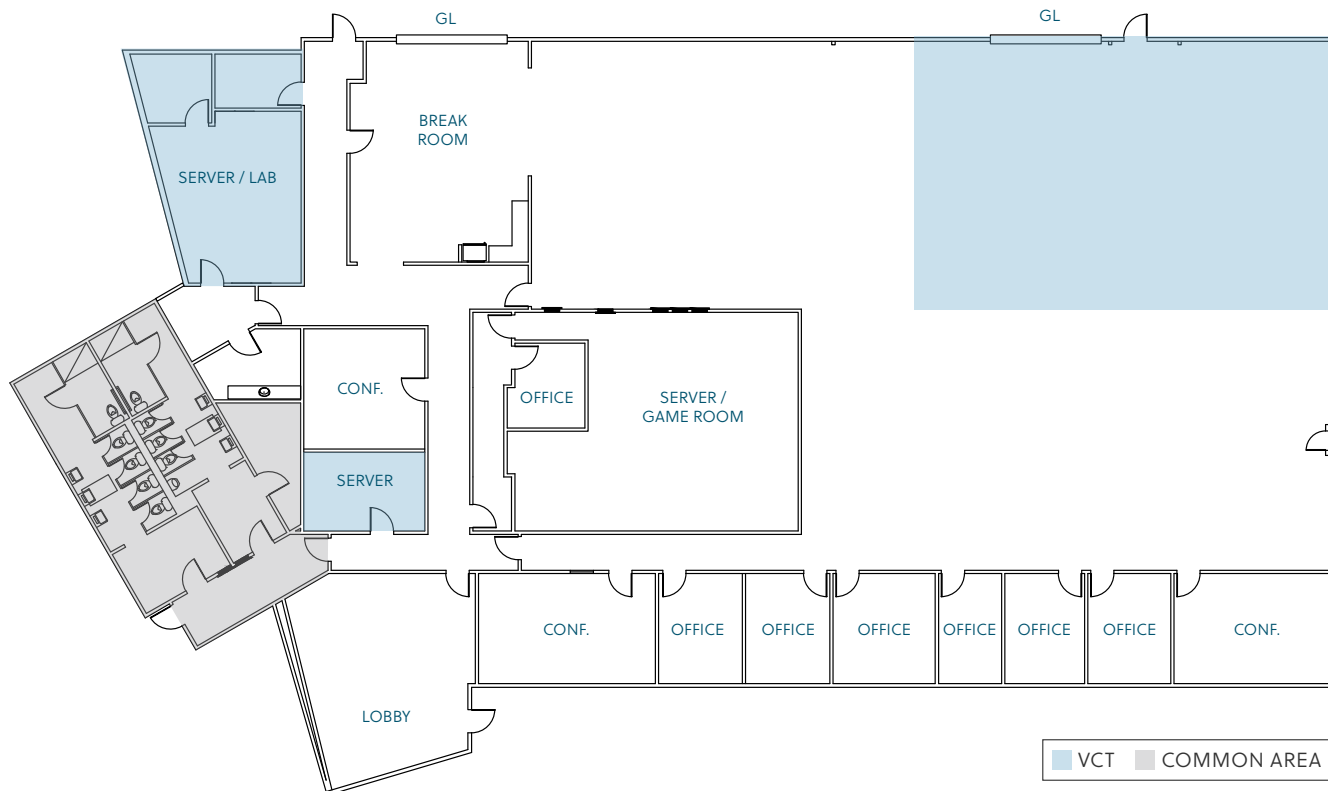 GL
GL
BREAK
ROOM
SERVER / LAB
CONF.
OFFICE
SERVER /
GAME ROOM
SERVER
CONF.
OFFICE
OFFICE
OFFICE
OFFICE
OFFICE
OFFICE
CONF.
LOBBY
VCT
COMMON AREA